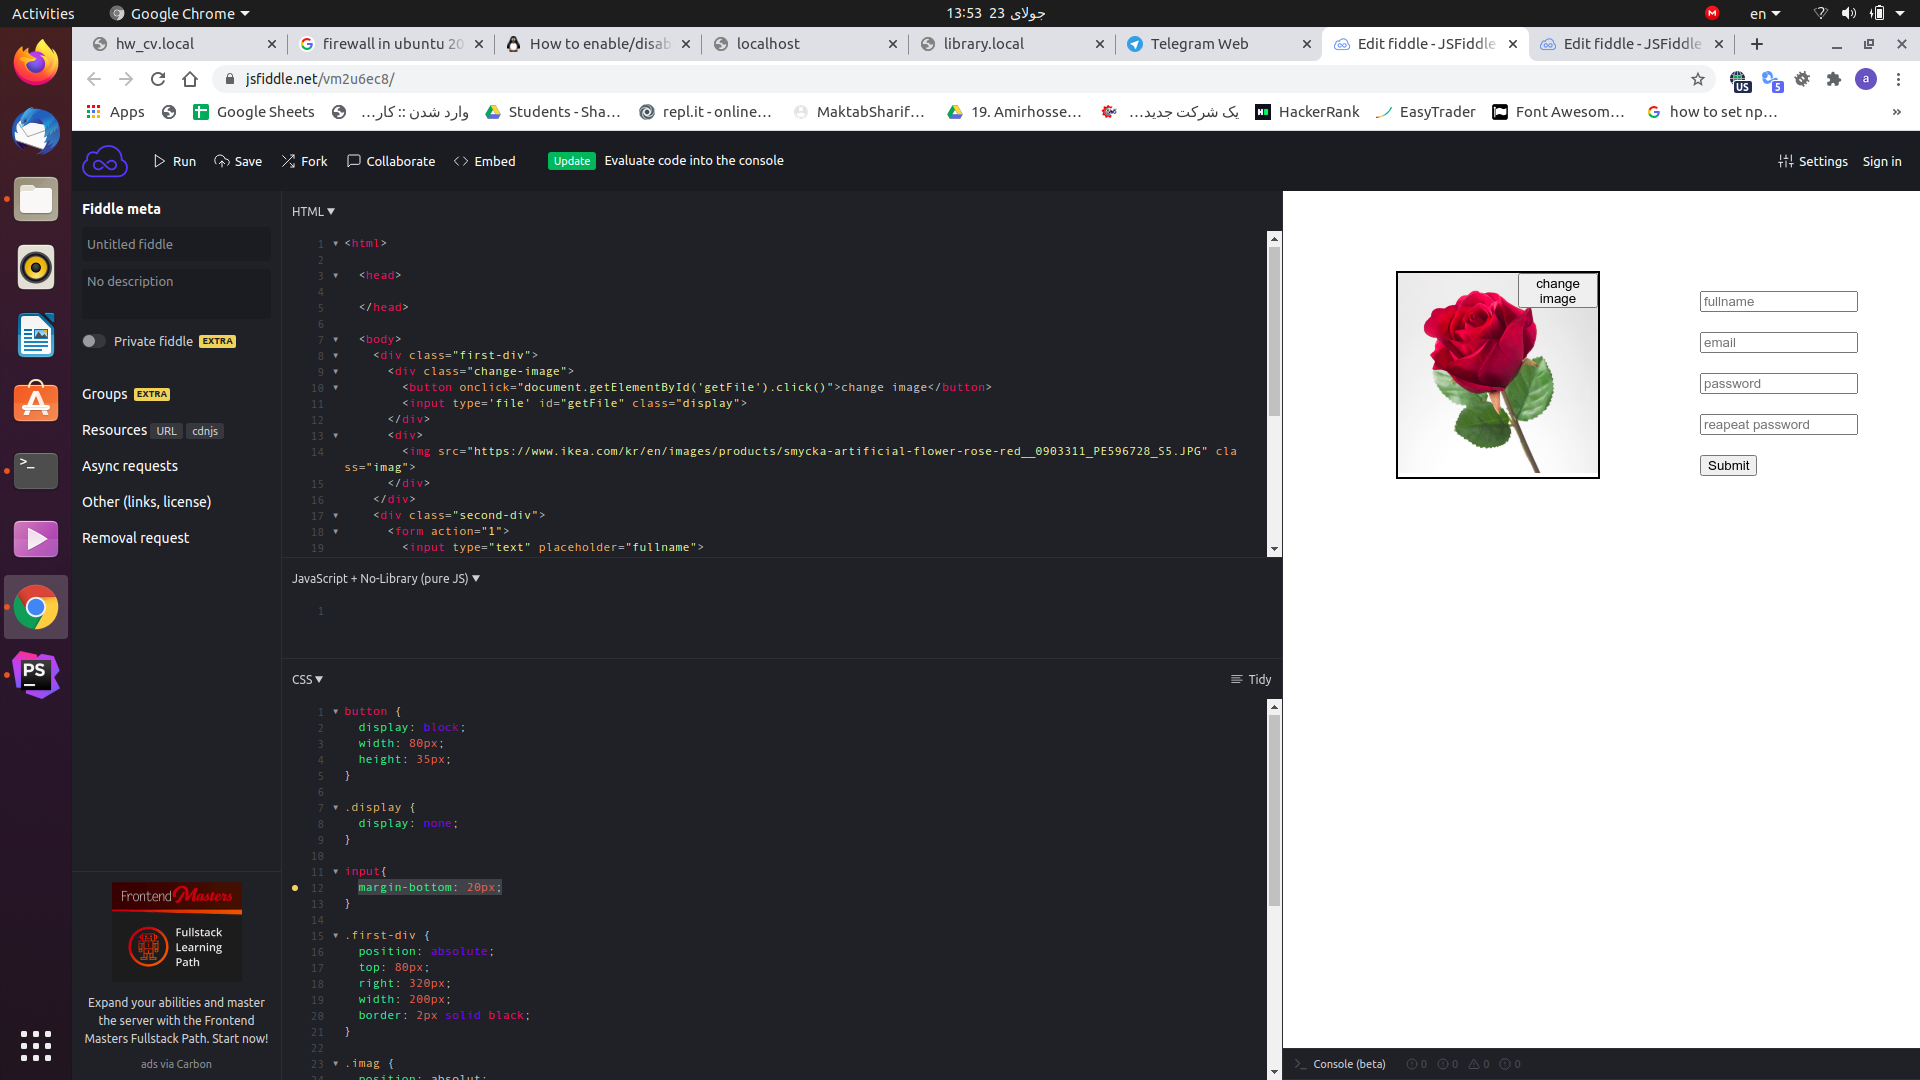 Activities
Google Chrome
13:53 23 جولای
en
hw_cv.local
firewall in ubuntu 20
How to enable/disab
localhost
library.local
Telegram Web
Edit fiddle - JSFiddle
Edit fiddle - JSFiddle
jsfiddle.net/vm2u6ec8/
US
5
a
Apps
Google Sheets
وارد شدن :: کار...
Students - Sha...
repl.it - online...
MaktabSharif...
19. Amirhosse...
یک شرکت جدید...
HackerRank
EasyTrader
Font Awesom...
how to set np...
»
Run
Save
Fork
Collaborate
Embed
Update
Evaluate code into the console
Settings
Sign in
Fiddle meta
Untitled fiddle
No description
Private fiddle EXTRA
Groups EXTRA
Resources URL cdnjs
Async requests
Other (links, license)
Removal request
Frontend Masters
Fullstack
Learning
Path
Expand your abilities and master
the server with the Frontend
Masters Fullstack Path. Start now!
ads via Carbon
HTML
1 <html>
2
3 <head>
4
5 </head>
6
7 <body>
8 <div class="first-div">
9 <div class="change-image">
10 <button onclick="document.getElementById('getFile').click()">change image</button>
11 <input type='file' id="getFile" class="display">
12 </div>
13 <div>
14 <img src="https://www.ikea.com/kr/en/images/products/smycka-artificial-flower-rose-red__0903311_PE596728_S5.JPG" cla
ss="imag">
15 </div>
16 </div>
17 <div class="second-div">
18 <form action="1">
19 <input type="text" placeholder="fullname">
JavaScript + No-Library (pure JS)
1
CSS
Tidy
1 button {
2 display: block;
3 width: 80px;
4 height: 35px;
5 }
6
7 .display {
8 display: none;
9 }
10
11 input{
12 margin-bottom: 20px;
13 }
14
15 .first-div {
16 position: absolute;
17 top: 80px;
18 right: 320px;
19 width: 200px;
20 border: 2px solid black;
21 }
22
23 .imag {
24 position: absolut;
change
image
fullname
email
password
reapeat password
Submit
Console (beta)
0
0
0
0
PS